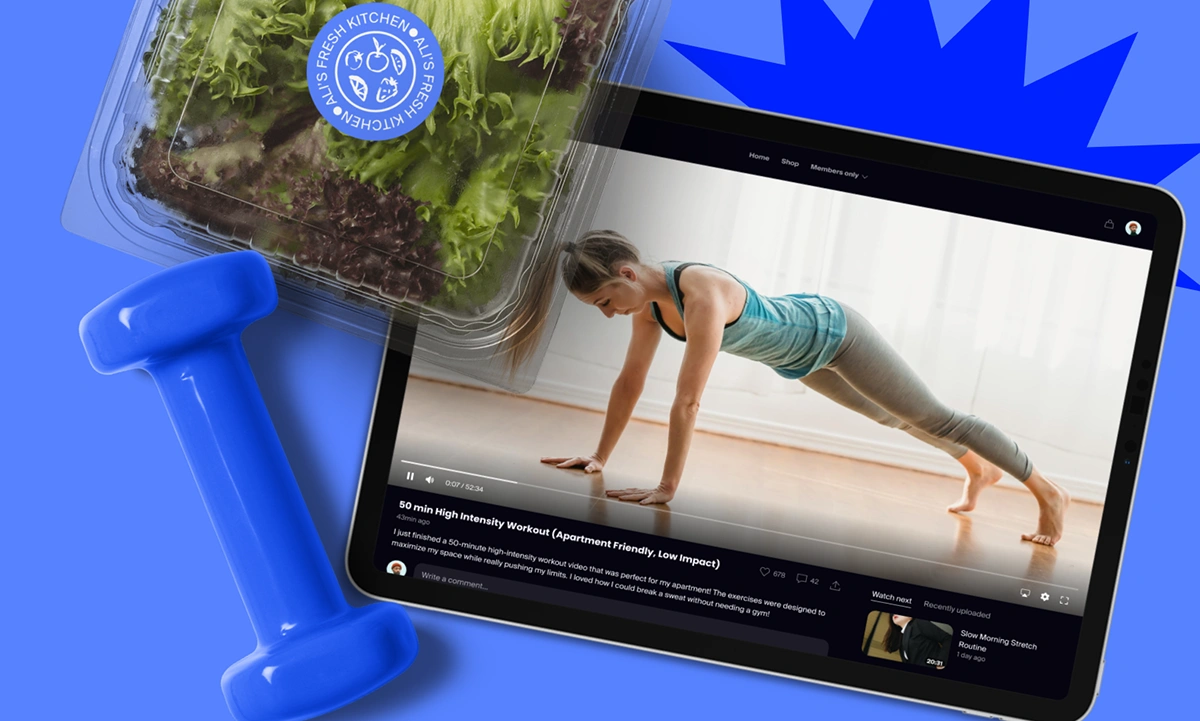 ALI'S FRESH KITCHEN●ALI'S FRESH KITCHEN●
Home Shop Members only
0:07 / 52:34
50 min High Intensity Workout (Apartment Friendly, Low Impact)
43min ago
I just finished a 50-minute high-intensity workout video that was perfect for my apartment! The exercises were designed to
maximize my space while really pushing my limits. I loved how I could break a sweat without needing a gym!
678 42
Write a comment...
Watch next Recently uploaded
20:31
Slow Morning Stretch
Routine
1 day ago